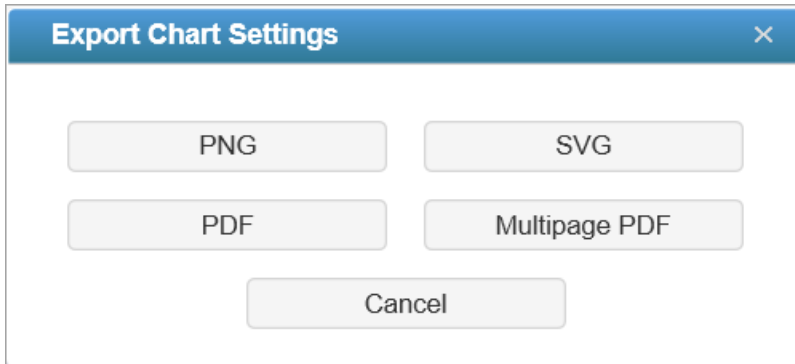 Export Chart Settings
PNG
SVG
PDF
Multipage PDF
Cancel